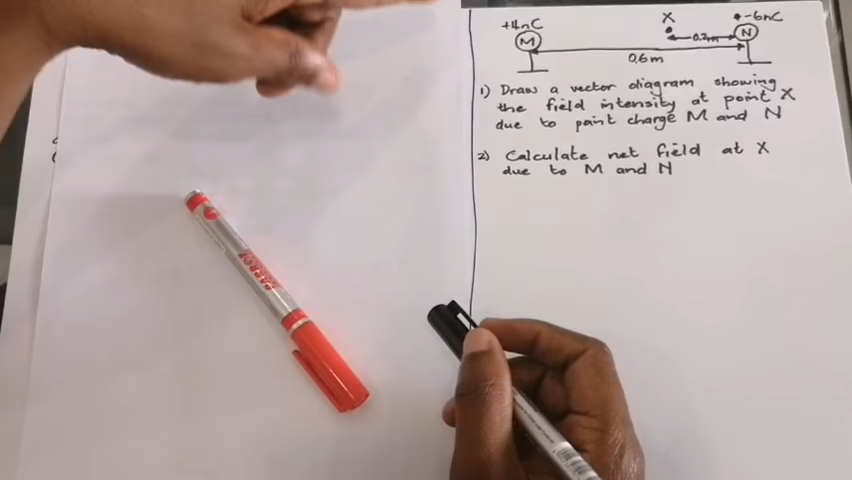 +4nC X -6nC
M 0.2m N
0.6m
1) Draw a vector diagram showing
the field intensity at point X
due to point charge M and N
2) Calculate net field at X
due to M and N
PARROT